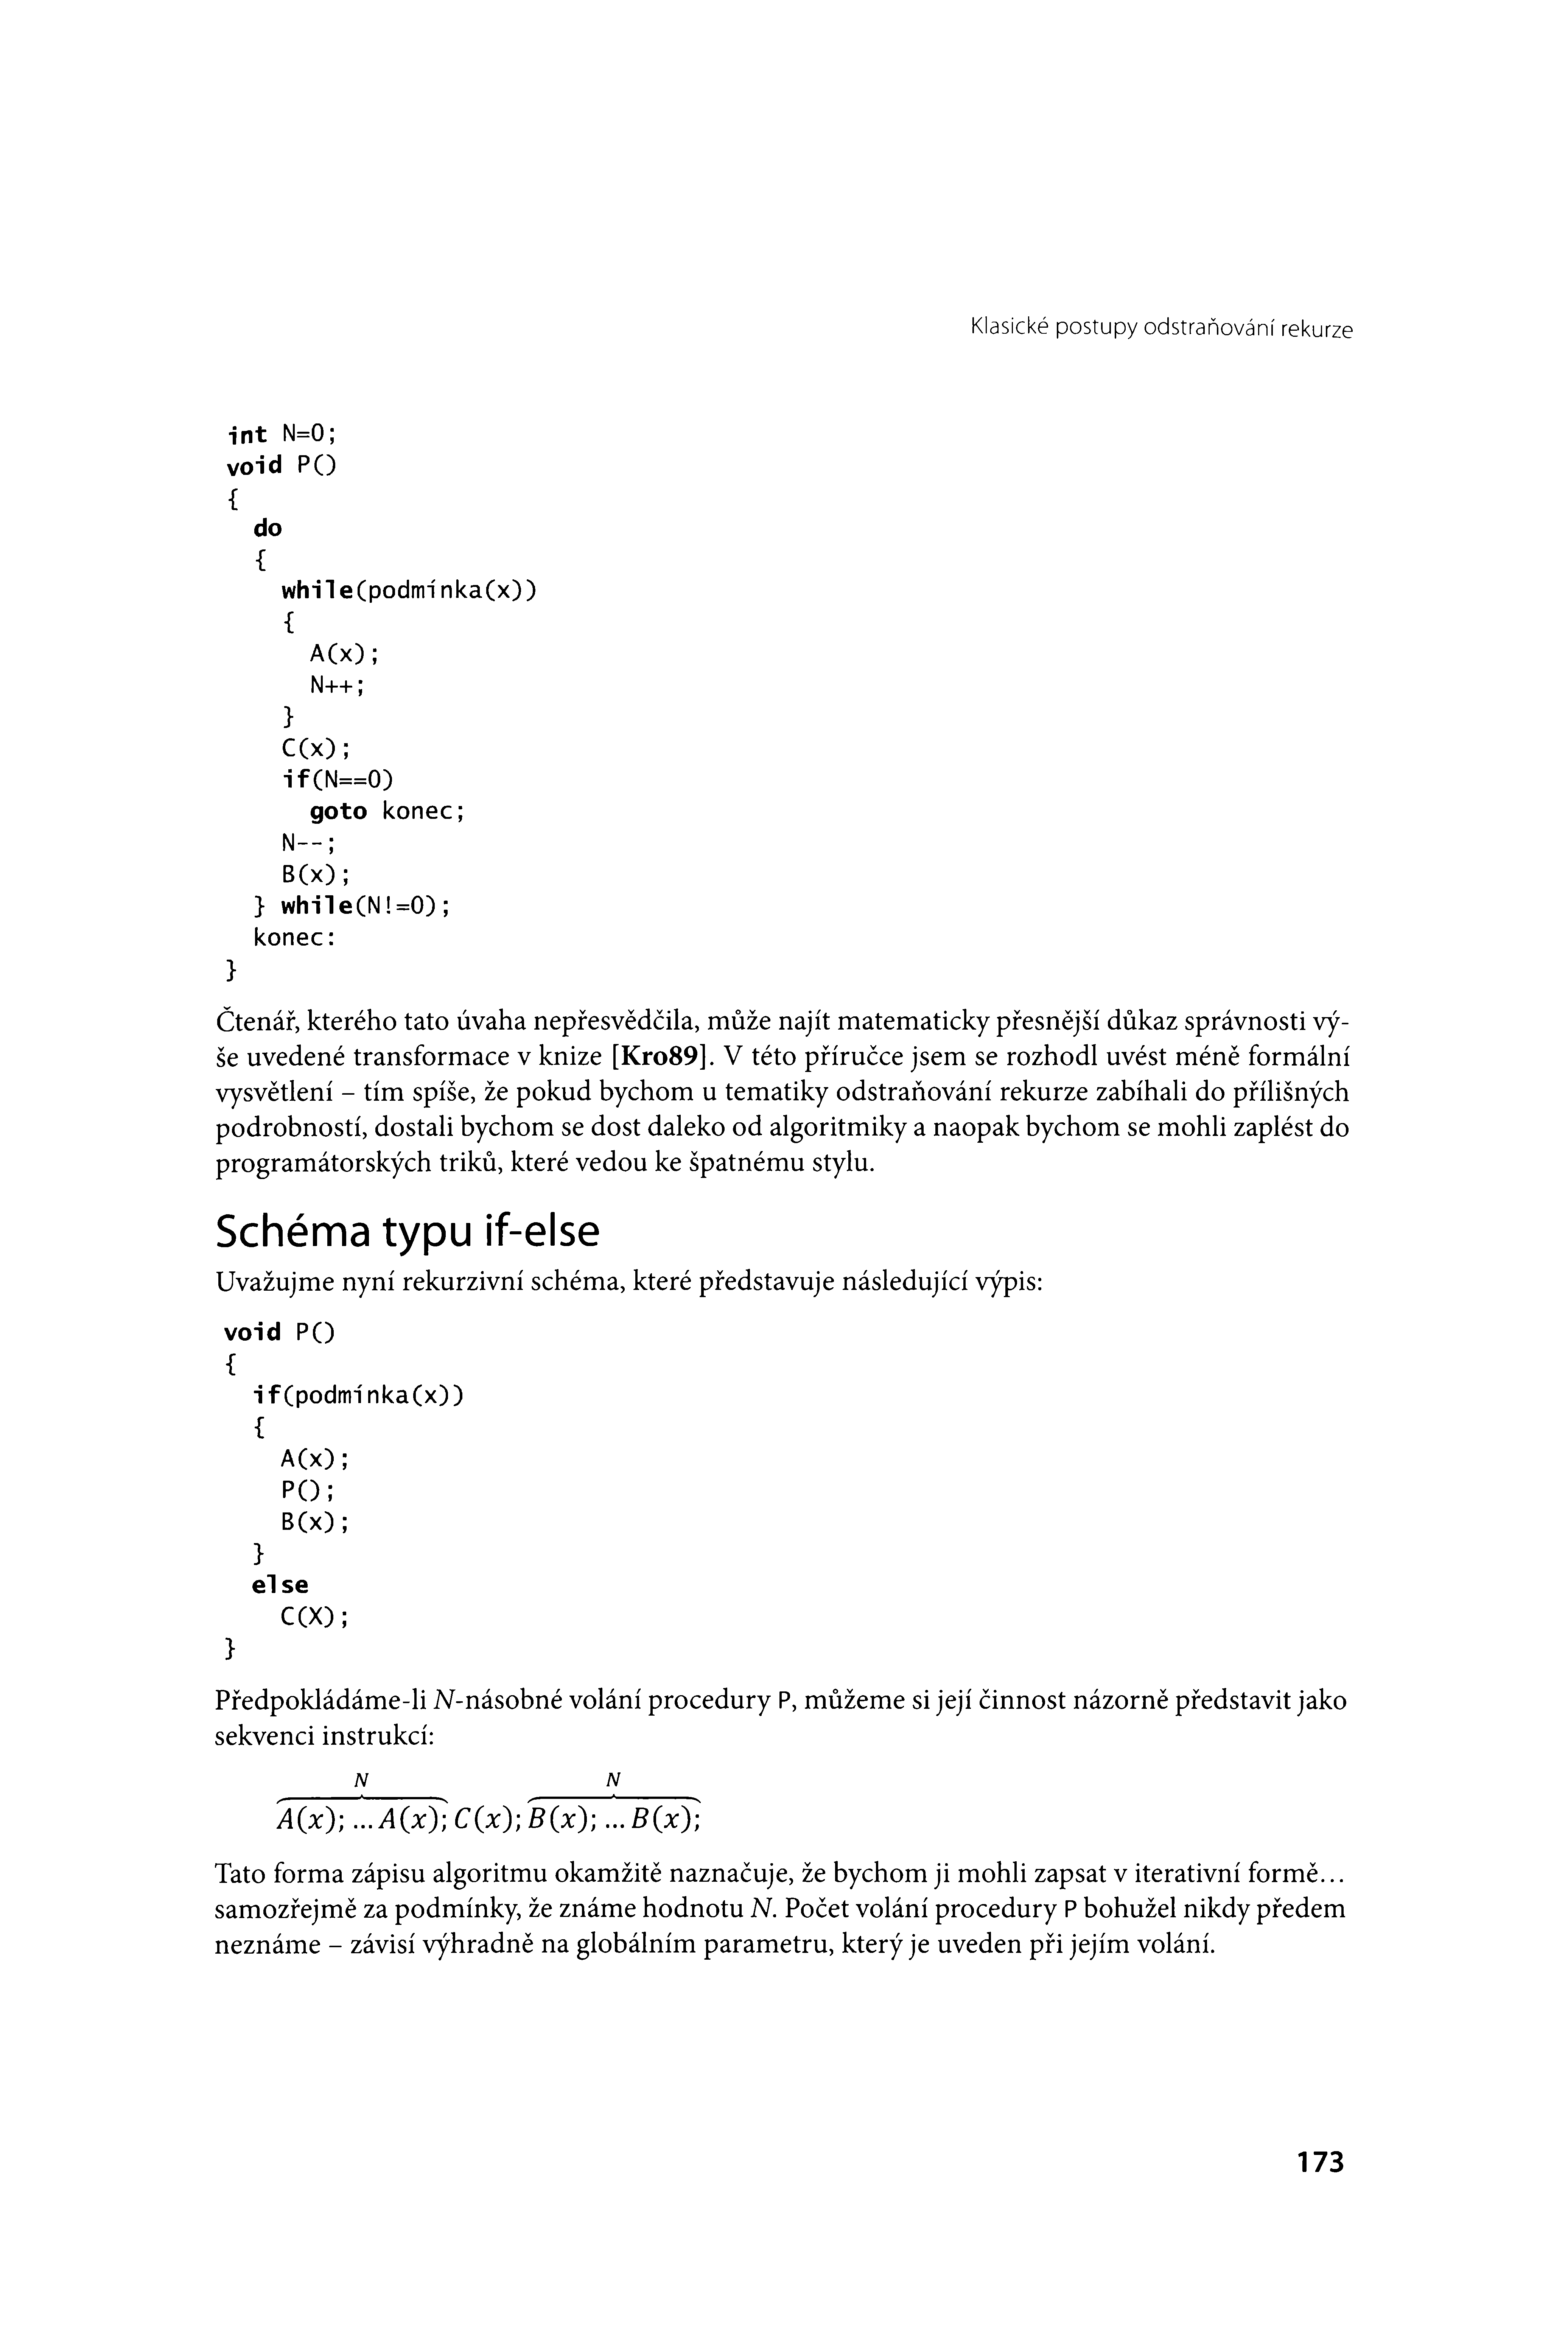 Klasické postupy odstraňování rekurze
int N=0;
void P()
{
do
{
while(podmínka(x))
{
A(x);
N++;
}
C(x);
if(N==0)
goto konec;
N--;
B(x);
} while(N!=0);
konec:
}
Čtenář, kterého tato úvaha nepřesvědčila, může najít matematicky přesnější důkaz správnosti vý-
še uvedené transformace v knize [Kro89]. V této příručce jsem se rozhodl uvést méně formální
vysvětlení – tím spíše, že pokud bychom u tematiky odstraňování rekurze zabíhali do přílišných
podrobností, dostali bychom se dost daleko od algoritmiky a naopak bychom se mohli zaplést do
programátorských triků, které vedou ke špatnému stylu.
Schéma typu if-else
Uvažujme nyní rekurzivní schéma, které představuje následující výpis:
void P()
{
if(podmínka(x))
{
A(x);
P();
B(x);
}
else
C(X);
}
Předpokládáme-li N-násobné volání procedury P, můžeme si její činnost názorně představit jako
sekvenci instrukcí:
N N
A(x); ... A(x); C(x); B(x); ... B(x);
Tato forma zápisu algoritmu okamžitě naznačuje, že bychom ji mohli zapsat v iterativní formě...
samozřejmě za podmínky, že známe hodnotu N. Počet volání procedury P bohužel nikdy předem
neznáme – závisí výhradně na globálním parametru, který je uveden při jejím volání.
173